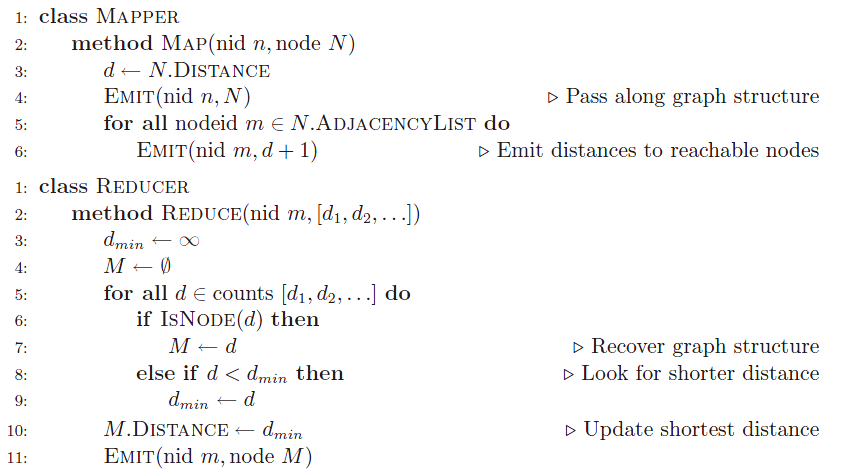 1: class Mapper
2: method Map(nid n, node N)
3: d ← N.Distance
4: Emit(nid n, N) ▷ Pass along graph structure
5: for all nodeid m ∈ N.AdjacencyList do
6: Emit(nid m, d + 1) ▷ Emit distances to reachable nodes
1: class Reducer
2: method Reduce(nid m, [d₁, d₂, . . .])
3: dₘᵢₙ ← ∞
4: M ← ∅
5: for all d ∈ counts [d₁, d₂, . . .] do
6: if IsNode(d) then
7: M ← d ▷ Recover graph structure
8: else if d < dₘᵢₙ then ▷ Look for shorter distance
9: dₘᵢₙ ← d
10: M.Distance ← dₘᵢₙ ▷ Update shortest distance
11: Emit(nid m, node M)